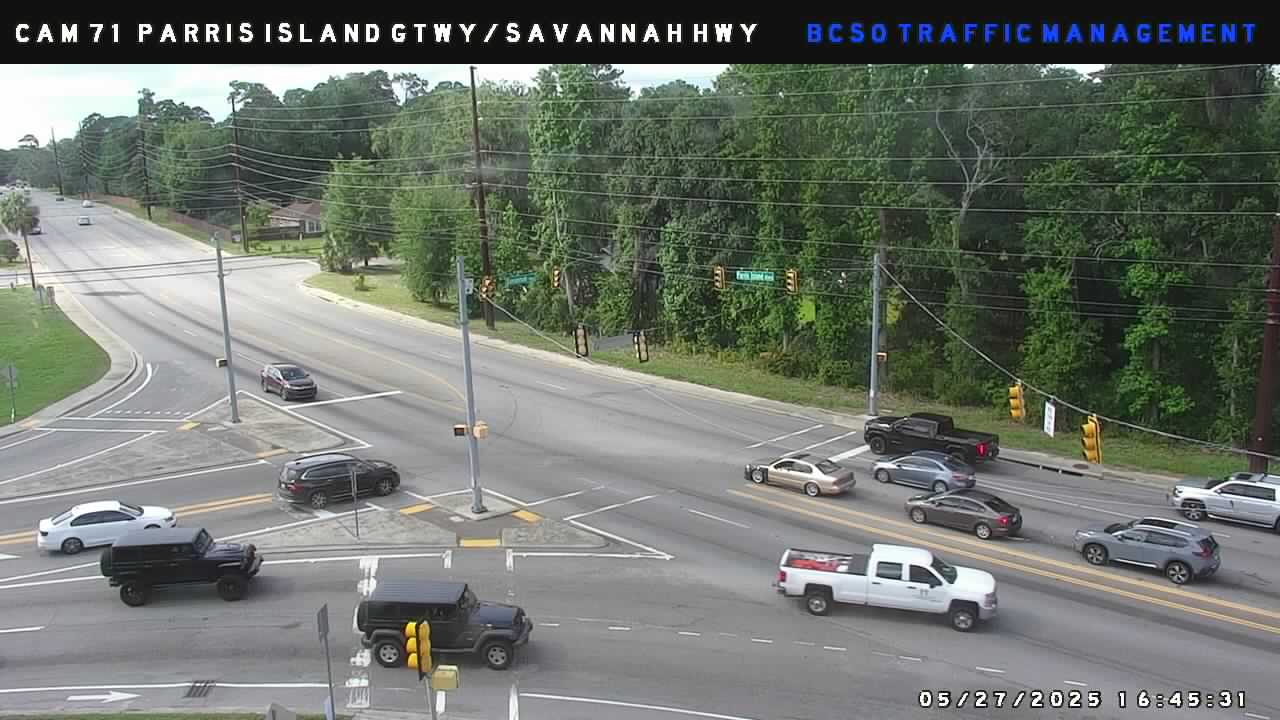 CAM 71 PARRIS ISLAND GTWY/SAVANNAH HWY BCSO TRAFFIC MANAGEMENT
05/27/2025 16:45:31